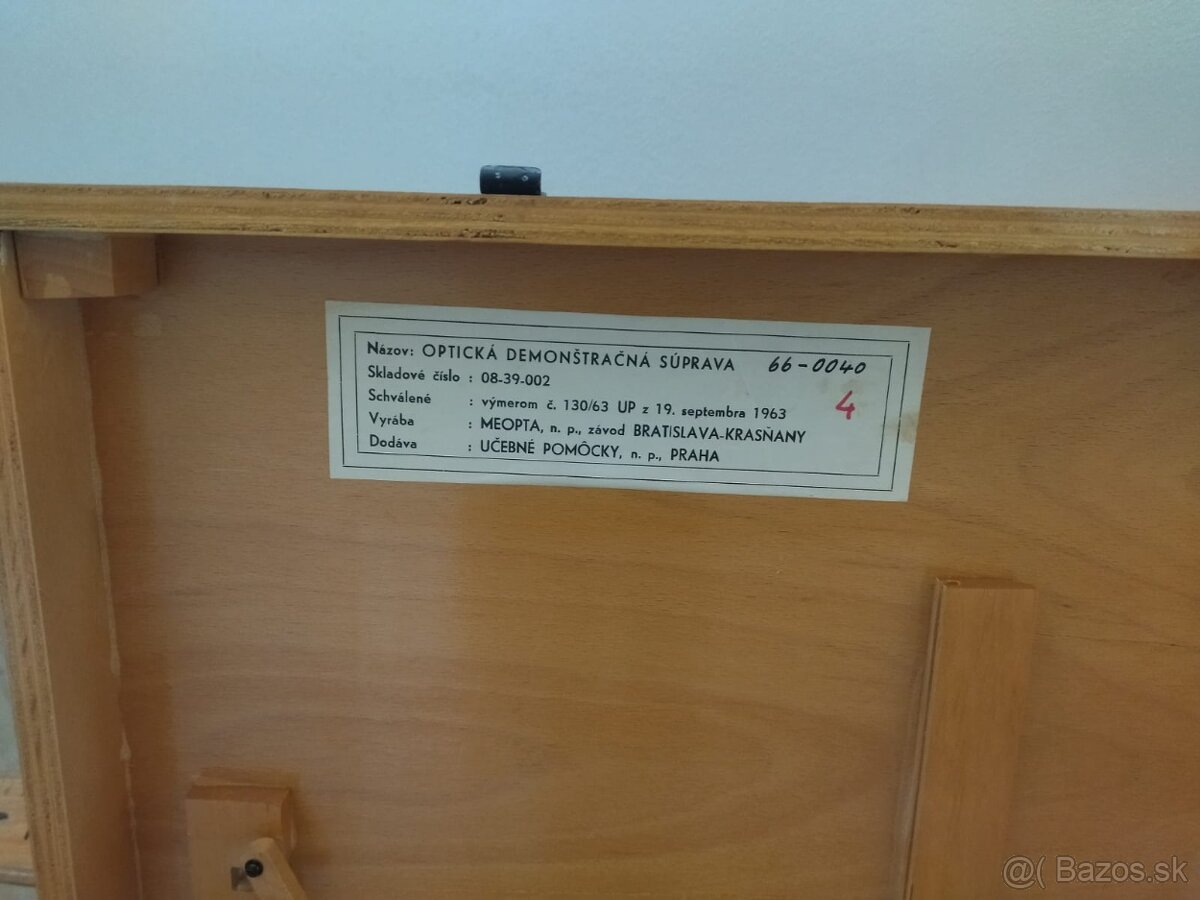 Názov: OPTICKÁ DEMONŠTRAČNÁ SÚPRAVA 66-0040
Skladové číslo : 08-39-002
Schválené : výmerom č. 130/63 UP z 19. septembra 1963 4
Vyrába : MEOPTA, n. p., závod BRATISLAVA-KRASŇANY
Dodáva : UČEBNÉ POMÔCKY, n. p., PRAHA
@( Bazos.sk